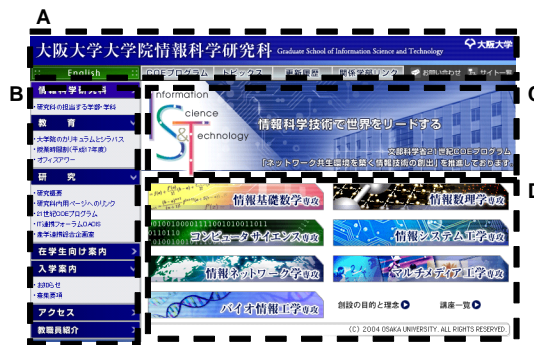 A
大阪大学大学院情報科学研究科 Graduate School of Information Science and Technology
大阪大学
English
COEプログラム
トピックス
更新履歴
関係学部リンク
お問い合わせ
サイト一覧
B
情報科学研究科
・研究科の担当する学部・学科
教 育
・大学院のカリキュラムとシラバス
・授業時間割(平成17年度)
・オフィスアワー
研 究
・研究概要
・研究科内用ページへのリンク
・21世紀COEプログラム
・IT連携フォーラムOACIS
・産学連携総合企画室
在学生向け案内
入学案内
・お知らせ
・募集要項
アクセス
教職員紹介
C
Information
Science
&
Technology
情報科学技術で世界をリードする
文部科学省21世紀COEプログラム
「ネットワーク共生環境を築く情報技術の創出」を推進しております
D
情報基礎数学専攻
情報数理学専攻
コンピュータサイエンス専攻
情報システム工学専攻
情報ネットワーク学専攻
マルチメディア工学専攻
バイオ情報工学専攻
創設の目的と理念
講座一覧
(C) 2004 OSAKA UNIVERSITY. ALL RIGHTS RESERVED.